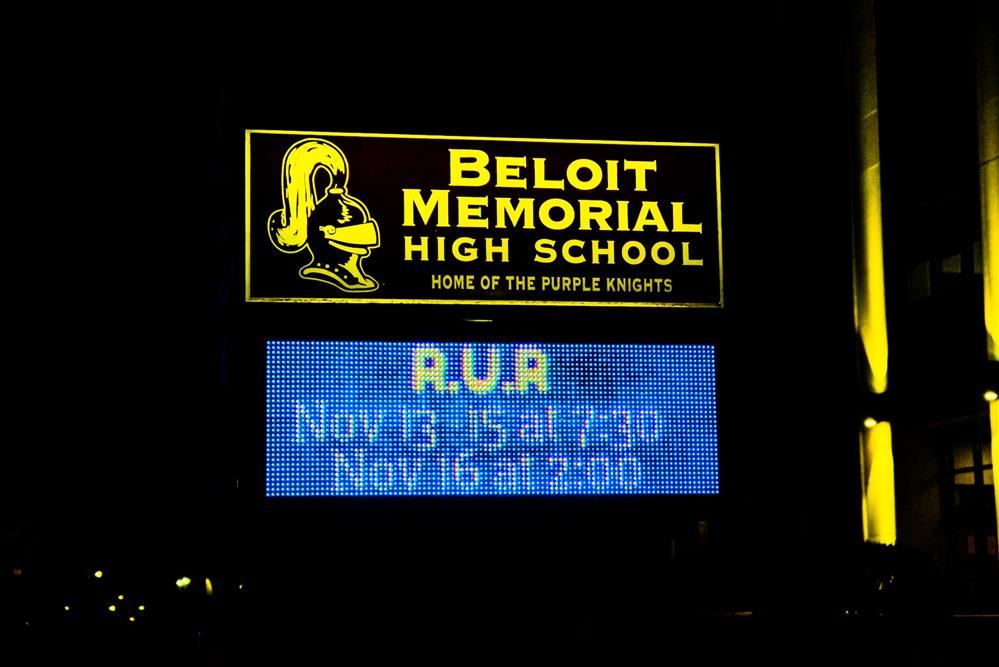 BELOIT
MEMORIAL
HIGH SCHOOL
HOME OF THE PURPLE KNIGHTS
A.V.A
Nov 13-15 at 7:30
Nov 16 at 2:00